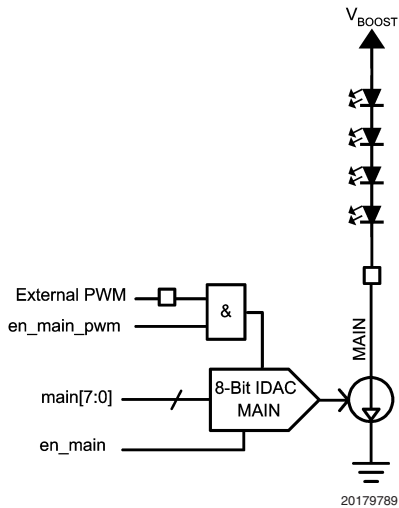 VBOOST
External PWM
&
en_main_pwm
MAIN
main[7:0]
8-Bit IDAC
MAIN
en_main
20179789